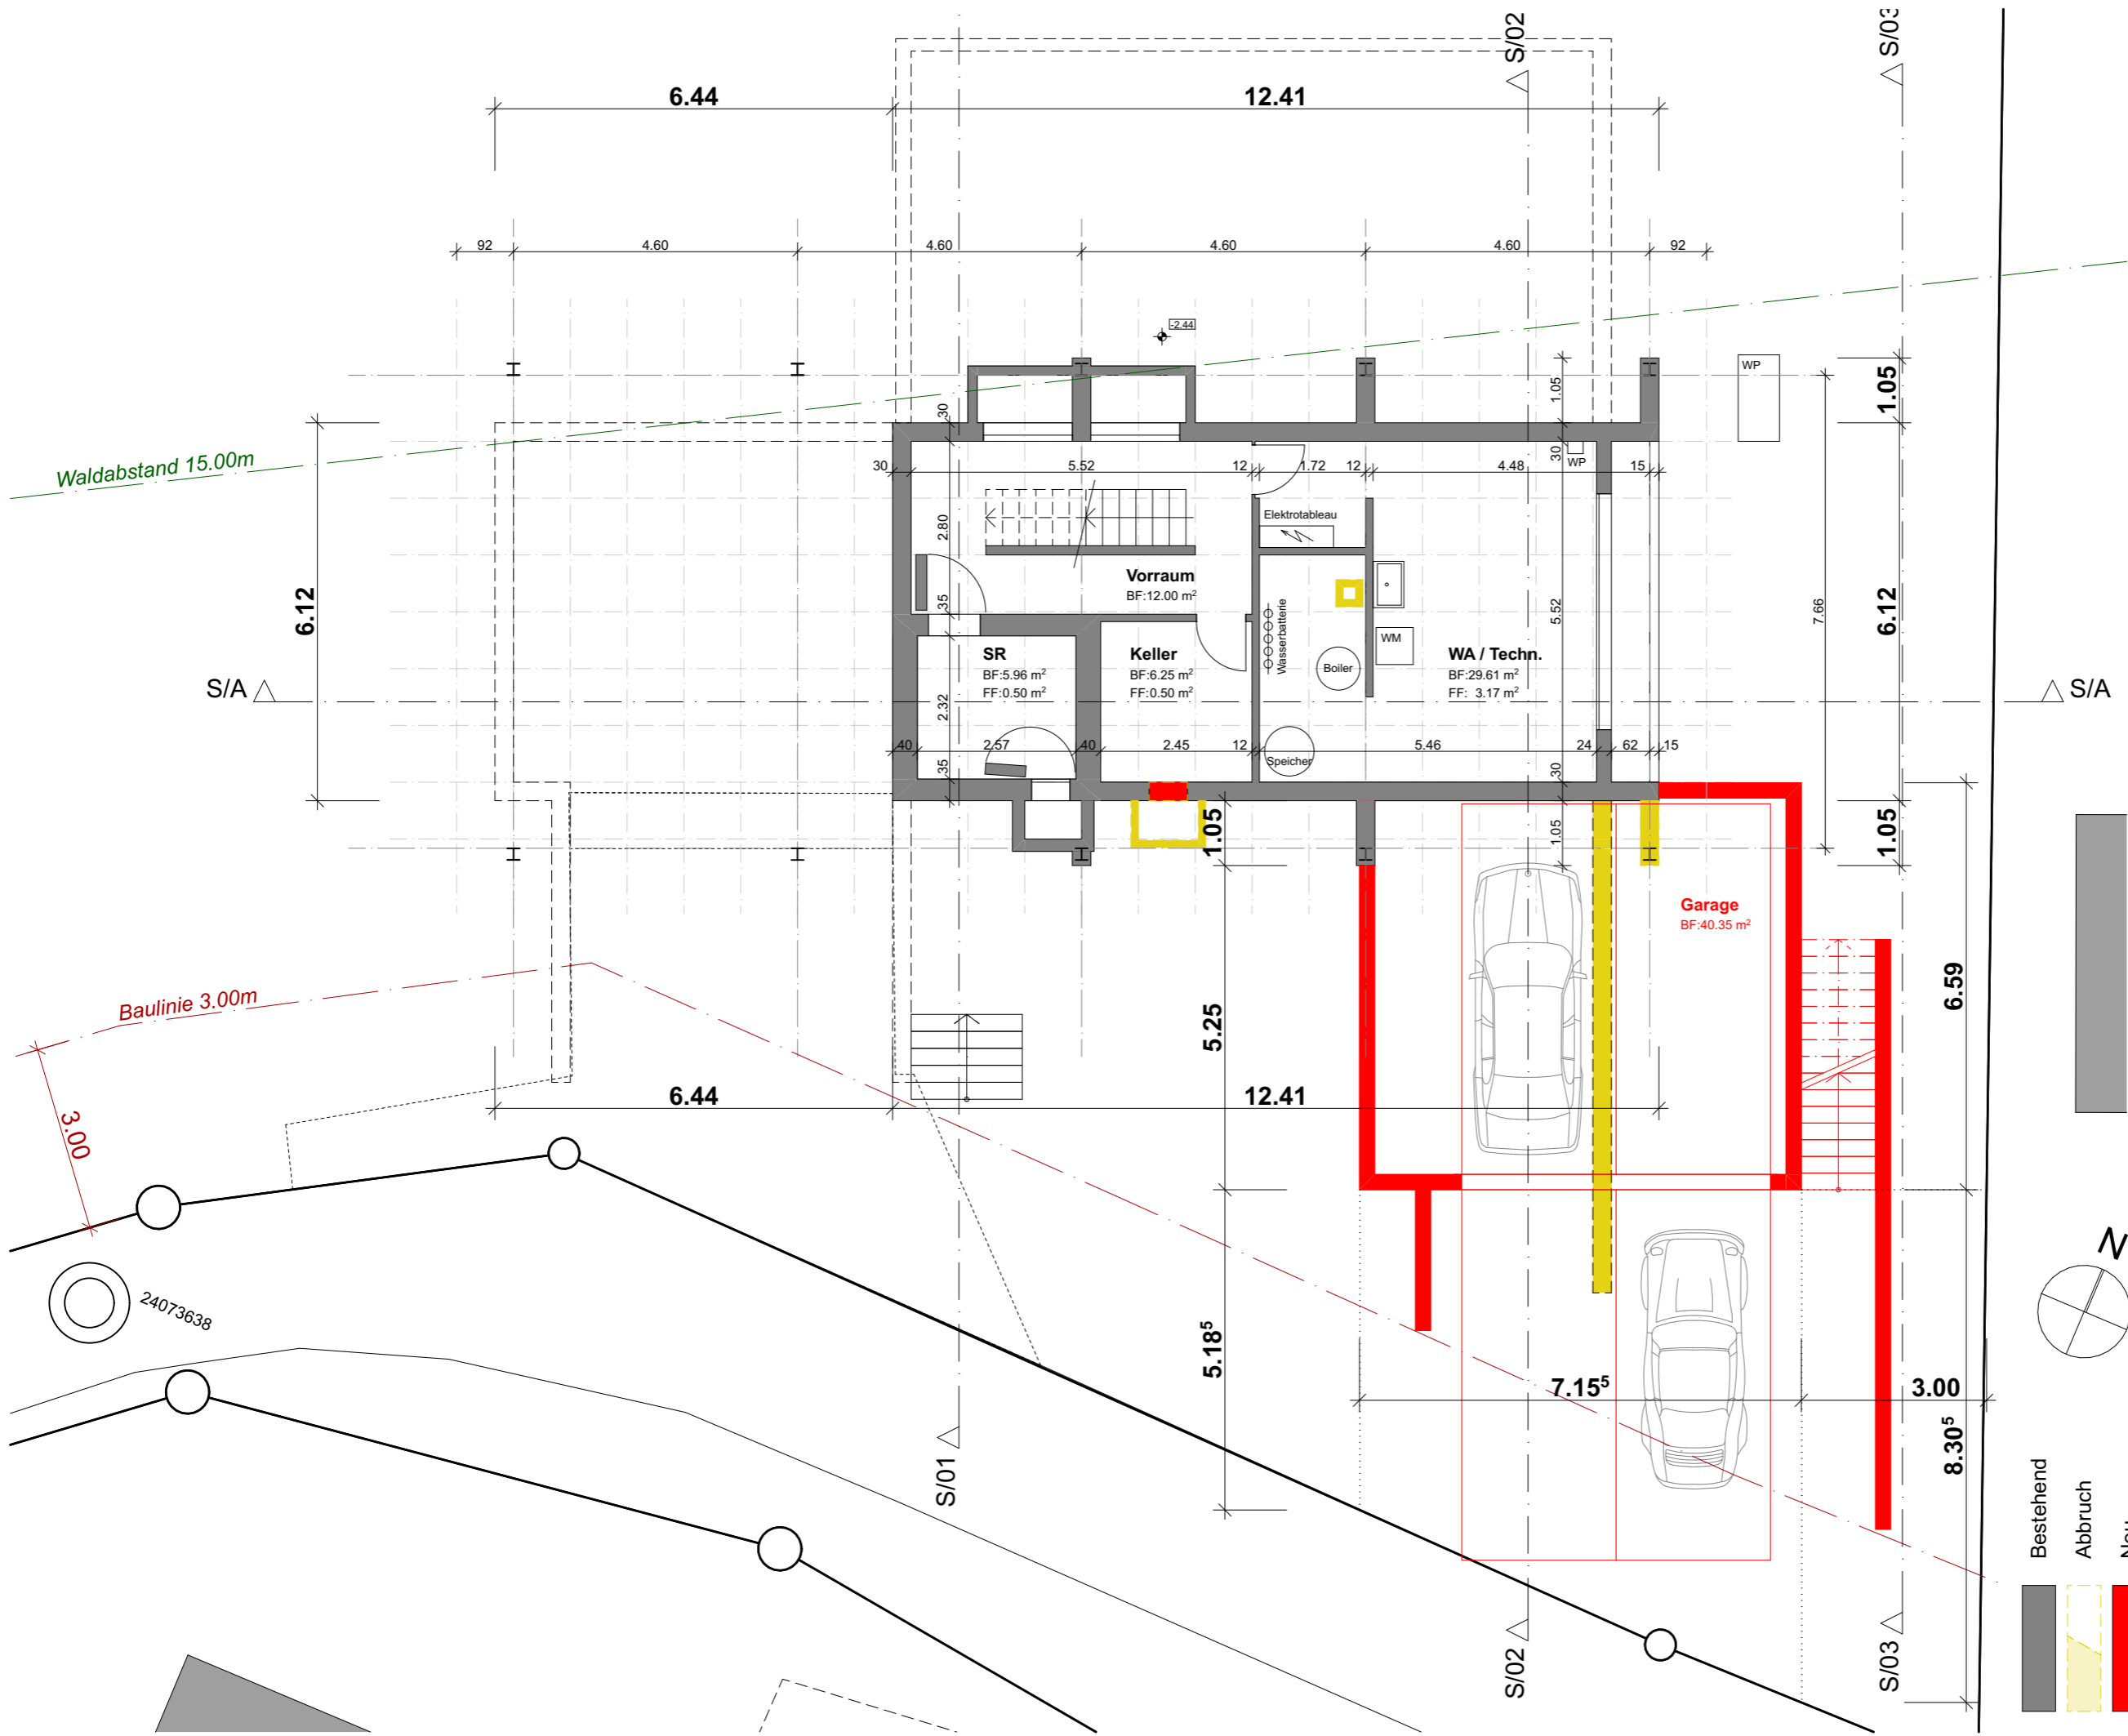 S/02
S/03
6.44
12.41
92
4.60
4.60
4.60
4.60
92
-2.44
WP
1.05
1.05
30
Waldabstand 15.00m
30
5.52
12
1.72
12
4.48
15
30
WP
Elektrotableau
2.80
Vorraum
BF:12.00 m²
6.12
35
Wasserbatterie
5.52
7.66
6.12
WM
SR
BF:5.96 m²
FF:0.50 m²
Keller
BF:6.25 m²
FF:0.50 m²
Boiler
WA / Techn.
BF:29.61 m²
FF: 3.17 m²
S/A
S/A
2.32
40
2.57
40
2.45
12
5.46
24
62
15
Speicher
35
30
1.05
1.05
1.05
Garage
BF:40.35 m²
Baulinie 3.00m
5.25
6.59
3.00
6.44
12.41
N
24073638
5.18⁵
7.15⁵
3.00
8.30⁵
S/01
Bestehend
Abbruch
S/02
S/03